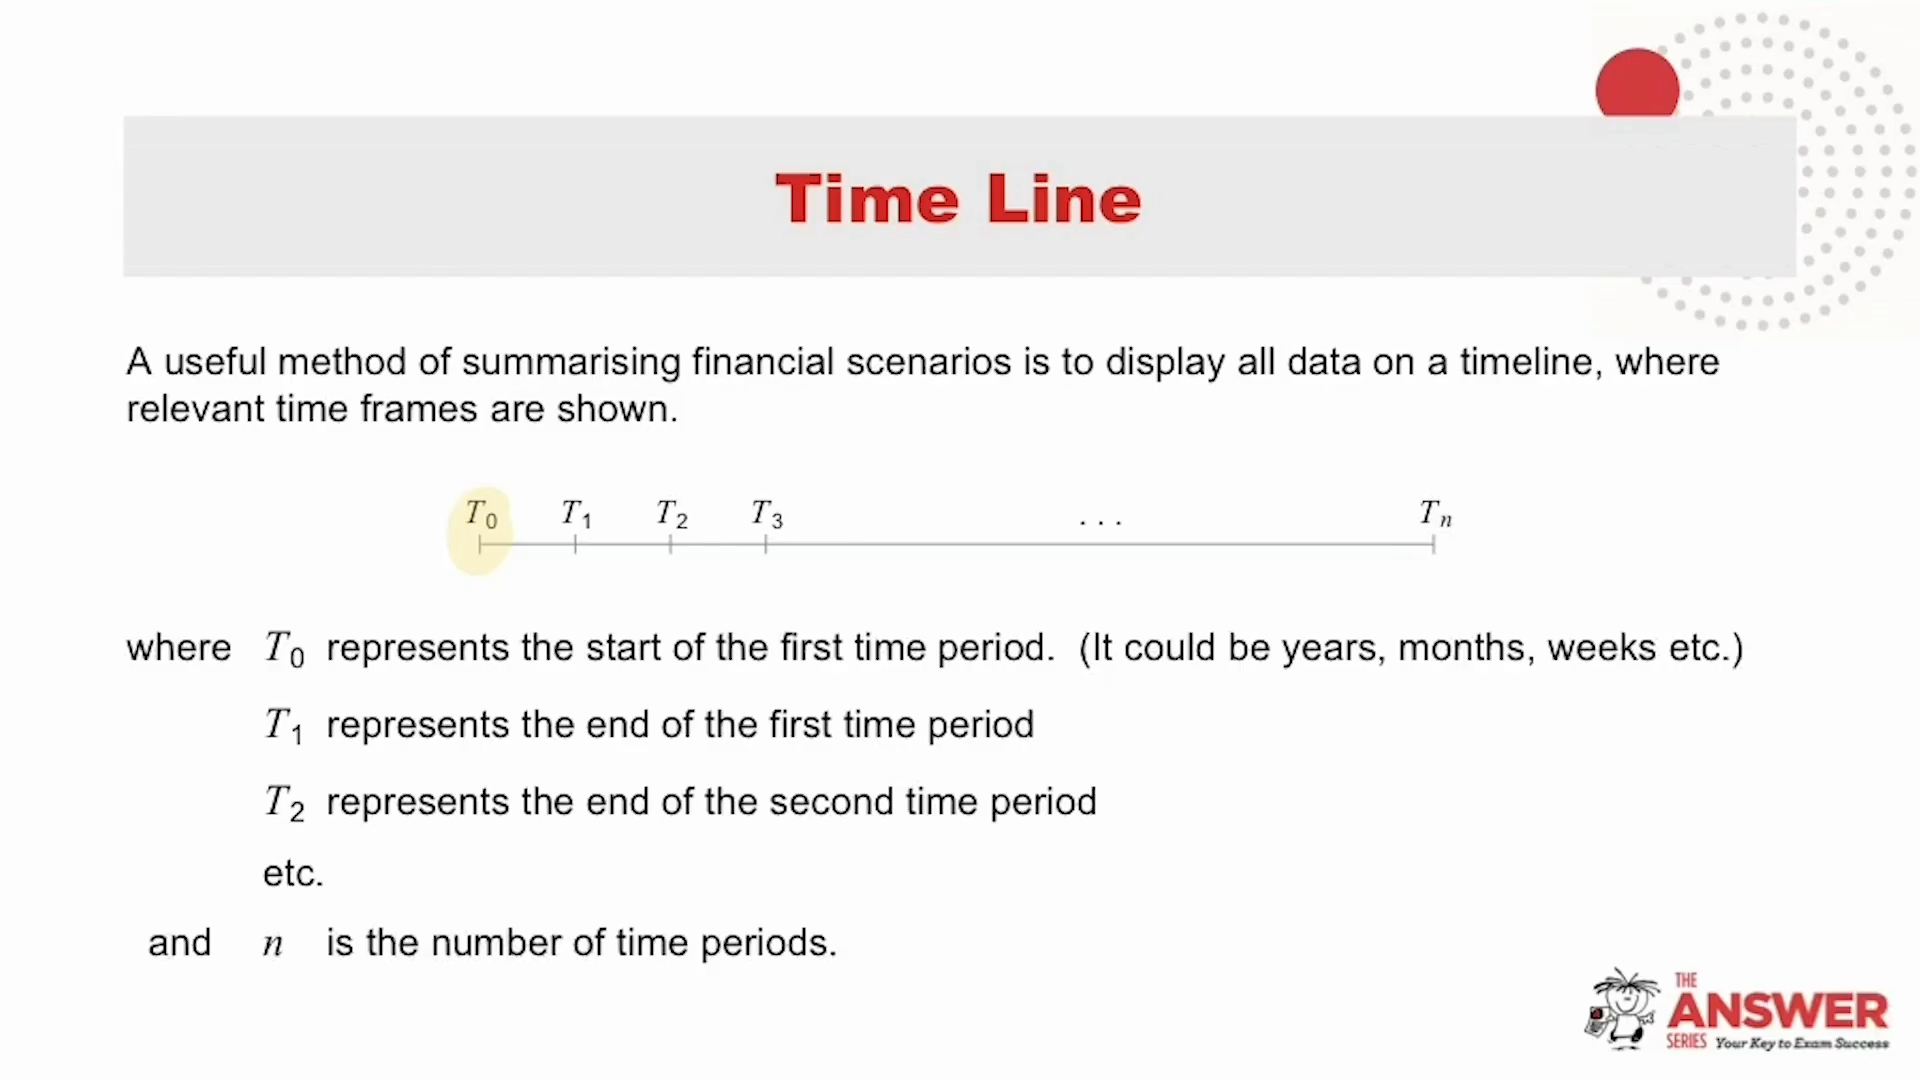 Time Line
A useful method of summarising financial scenarios is to display all data on a timeline, where
relevant time frames are shown.
T₀ T₁ T₂ T₃ . . . Tₙ
where T₀ represents the start of the first time period. (It could be years, months, weeks etc.)
T₁ represents the end of the first time period
T₂ represents the end of the second time period
etc.
and n is the number of time periods.
THE
ANSWER
SERIES Your Key to Exam Success